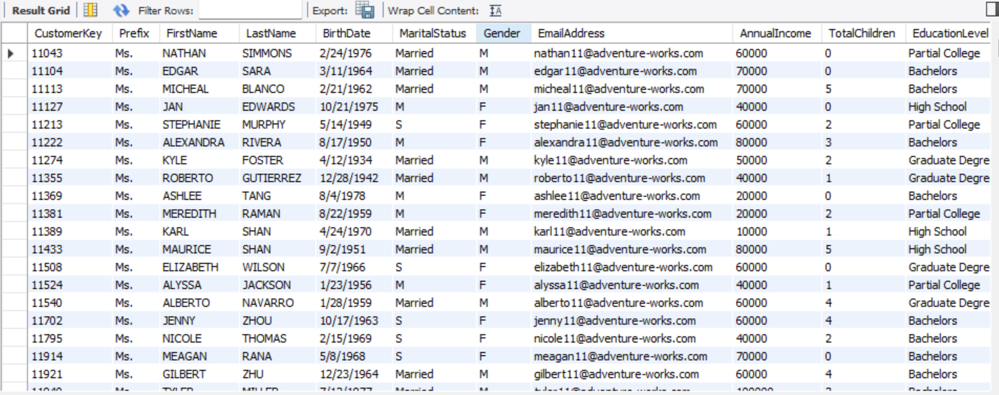 Result Grid Filter Rows: Export: Wrap Cell Content: IA
CustomerKey Prefix FirstName LastName BirthDate MaritalStatus Gender EmailAddress AnnualIncome TotalChildren EducationLevel
11043 Ms. NATHAN SIMMONS 2/24/1976 Married M nathan11@adventure-works.com 60000 0 Partial College
11104 Ms. EDGAR SARA 3/11/1964 Married M edgar11@adventure-works.com 70000 0 Bachelors
11113 Ms. MICHEAL BLANCO 2/21/1962 Married M micheal11@adventure-works.com 70000 5 Bachelors
11127 Ms. JAN EDWARDS 10/21/1975 M F jan11@adventure-works.com 40000 0 High School
11213 Ms. STEPHANIE MURPHY 5/14/1949 S F stephanie11@adventure-works.com 60000 2 Partial College
11222 Ms. ALEXANDRA RIVERA 8/17/1950 M F alexandra11@adventure-works.com 80000 3 Bachelors
11274 Ms. KYLE FOSTER 4/12/1934 Married M kyle11@adventure-works.com 50000 2 Graduate Degre
11355 Ms. ROBERTO GUTIERREZ 12/28/1942 Married M roberto11@adventure-works.com 40000 1 Graduate Degre
11369 Ms. ASHLEE TANG 8/4/1978 M F ashlee11@adventure-works.com 20000 0 Bachelors
11381 Ms. MEREDITH RAMAN 8/22/1959 M F meredith11@adventure-works.com 20000 2 Partial College
11389 Ms. KARL SHAN 4/24/1970 Married M karl11@adventure-works.com 10000 1 High School
11433 Ms. MAURICE SHAN 9/2/1951 Married M maurice11@adventure-works.com 80000 5 High School
11508 Ms. ELIZABETH WILSON 7/7/1966 S F elizabeth11@adventure-works.com 60000 0 Graduate Degre
11524 Ms. ALYSSA JACKSON 1/23/1956 M F alyssa11@adventure-works.com 40000 1 Partial College
11540 Ms. ALBERTO NAVARRO 1/28/1959 Married M alberto11@adventure-works.com 60000 4 Graduate Degre
11702 Ms. JENNY ZHOU 10/17/1963 S F jenny11@adventure-works.com 60000 4 Bachelors
11795 Ms. NICOLE THOMAS 2/15/1969 S F nicole11@adventure-works.com 40000 2 Bachelors
11914 Ms. MEAGAN RANA 5/8/1968 S F meagan11@adventure-works.com 70000 0 Bachelors
11921 Ms. GILBERT ZHU 12/23/1964 Married M gilbert11@adventure-works.com 60000 4 Bachelors